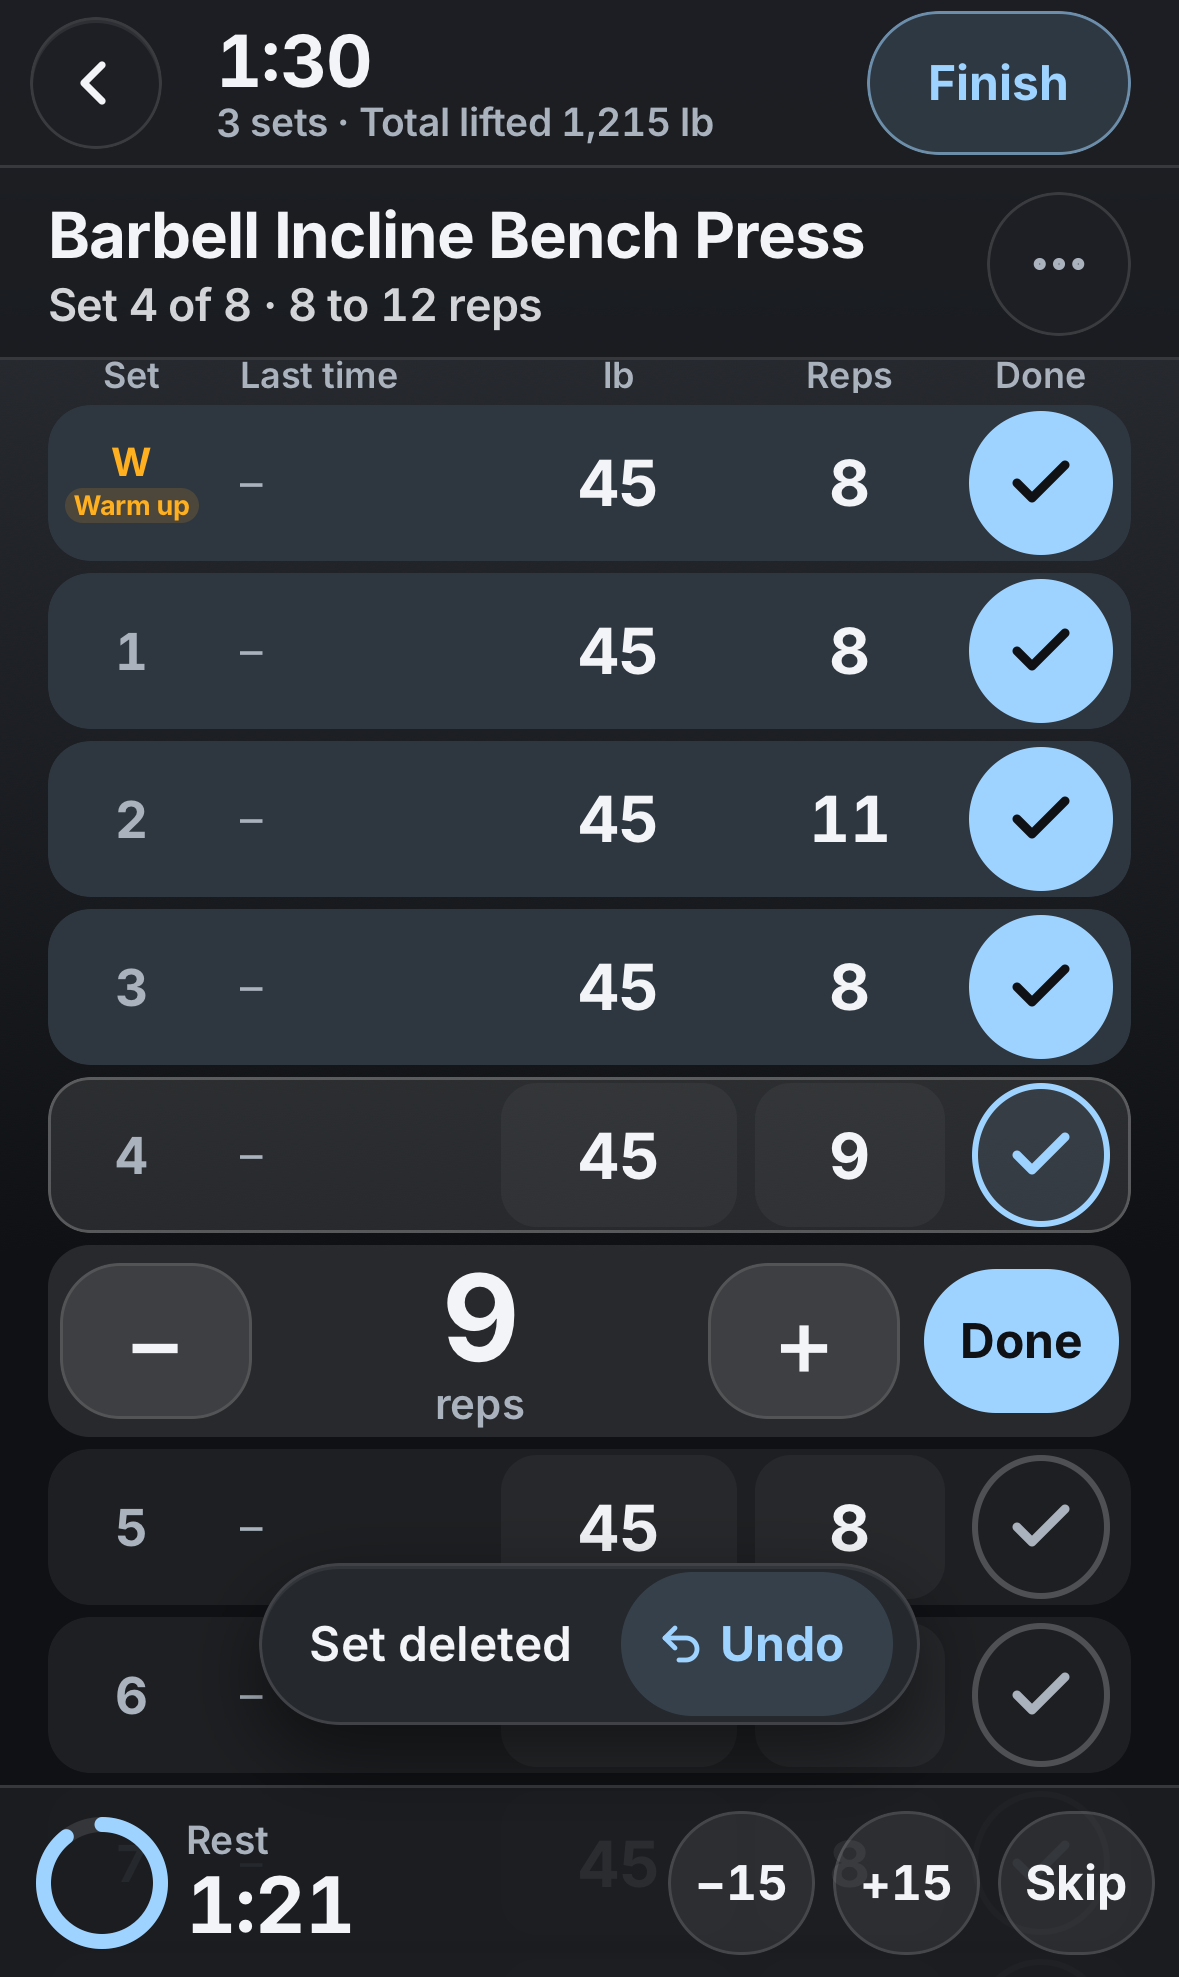 1:30
3 sets · Total lifted 1,215 lb
Finish
Barbell Incline Bench Press
Set 4 of 8 · 8 to 12 reps
Set Last time lb Reps Done
W
Warm up
– 45 8
1 – 45 8
2 – 45 11
3 – 45 8
4 – 45 9
– 9 + Done
reps
5 – 45 8
Set deleted Undo
6 –
7 – 45 8
Rest
1:21
−15 +15 Skip